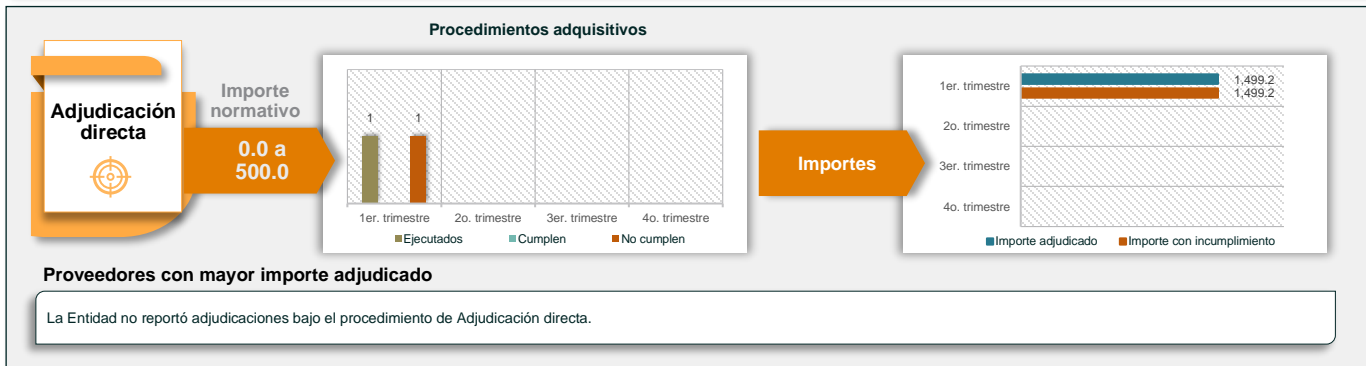 Procedimientos adquisitivos
Adjudicación
directa
Importe
normativo
0.0 a
500.0
1
1
1er. trimestre
2o. trimestre
3er. trimestre
4o. trimestre
Ejecutados
Cumplen
No cumplen
Importes
1er. trimestre
1,499.2
1,499.2
2o. trimestre
3er. trimestre
4o. trimestre
Importe adjudicado
Importe con incumplimiento
Proveedores con mayor importe adjudicado
La Entidad no reportó adjudicaciones bajo el procedimiento de Adjudicación directa.